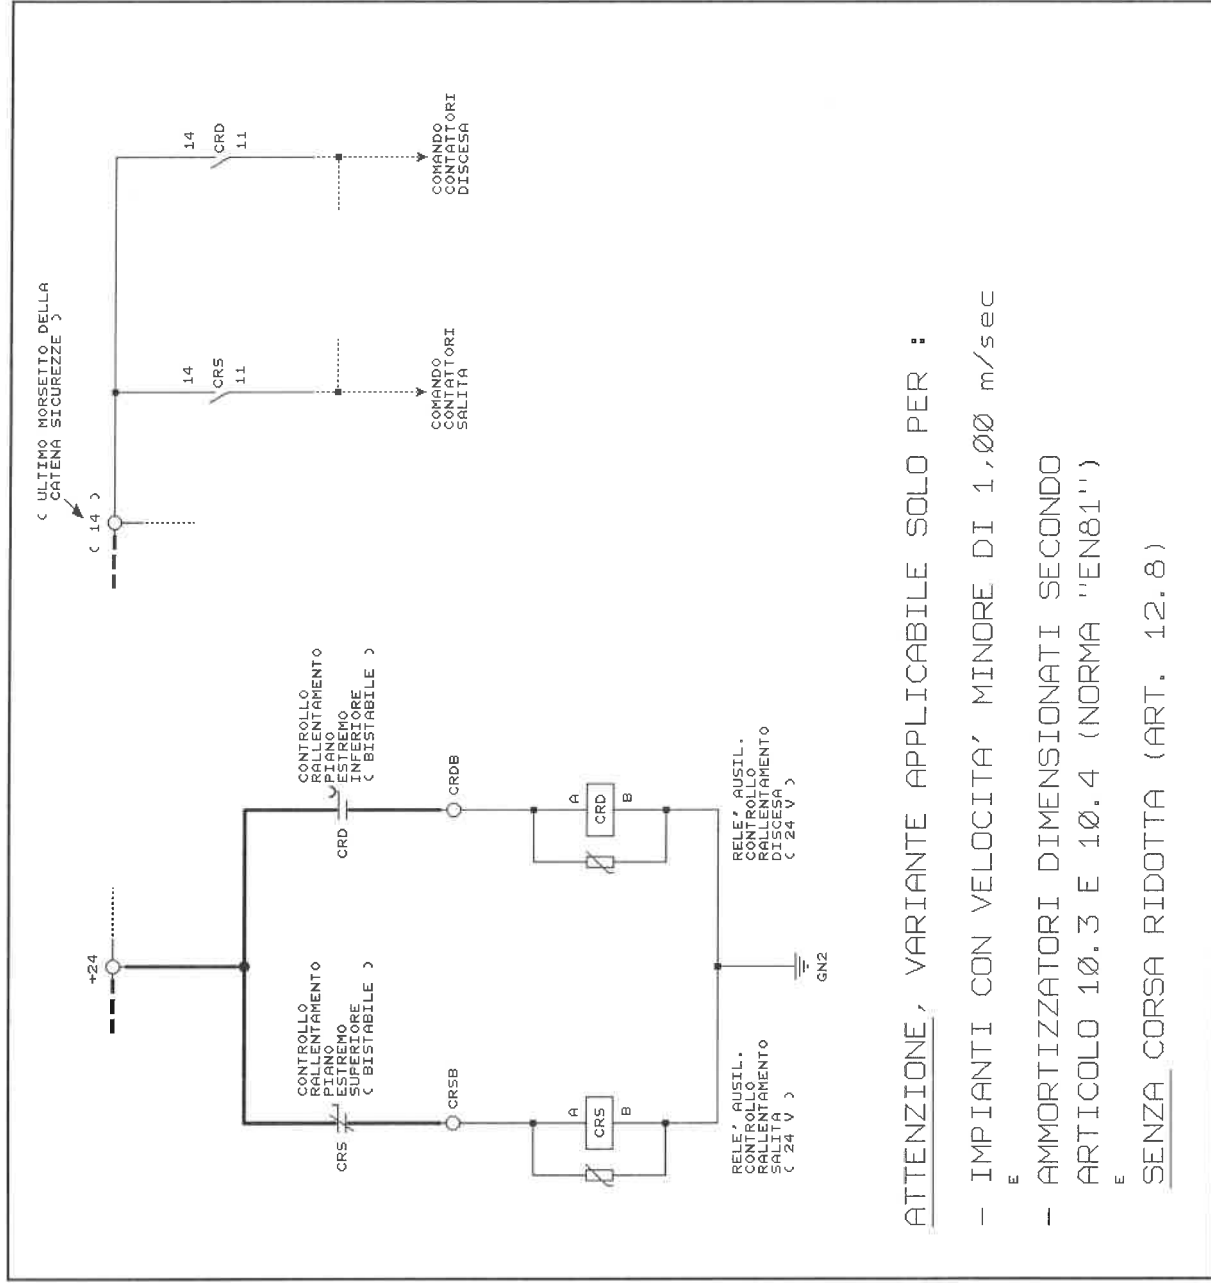 +24
CONTROLLO
RALLENTAMENTO
PIANO
ESTREMO
SUPERIORE
( BISTABILE )
CRS
CRSB
A
CRS
B
RELE' AUSIL.
CONTROLLO
RALLENTAMENTO
SALITA
( 24 V )
CONTROLLO
RALLENTAMENTO
PIANO
ESTREMO
INFERIORE
( BISTABILE )
CRD
CRDB
A
CRD
B
RELE' AUSIL.
CONTROLLO
RALLENTAMENTO
DISCESA
( 24 V )
GN2
( ULTIMO MORSETTO DELLA
CATENA SICUREZZE )
( 14 )
14
CRS
11
COMANDO
CONTATTORI
SALITA
14
CRD
11
COMANDO
CONTATTORI
DISCESA
ATTENZIONE, VARIANTE APPLICABILE SOLO PER :
- IMPIANTI CON VELOCITA' MINORE DI 1,00 m/sec
E
- AMMORTIZZATORI DIMENSIONATI SECONDO
ARTICOLO 10.3 E 10.4 (NORMA "EN81")
E
SENZA CORSA RIDOTTA (ART. 12.8)